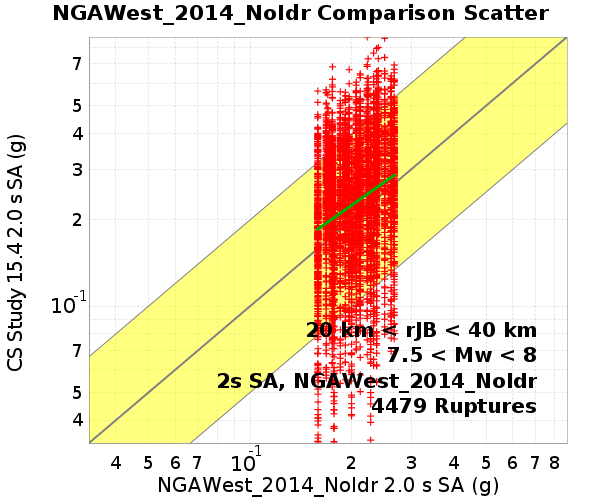 NGAWest_2014_NoIdr Comparison Scatter
7
5
4
3
2
10-1
7
5
4
CS Study 15.4 2.0 s SA (g)
20 km < rJB < 40 km
7.5 < Mw < 8
2s SA, NGAWest_2014_NoIdr
4479 Ruptures
4 5 6 7 10-1 2 3 4 5 6 7 8
NGAWest_2014_NoIdr 2.0 s SA (g)